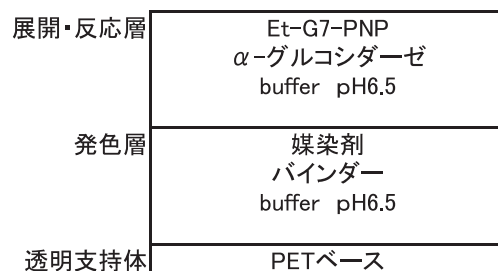 展開・反応層 Et-G7-PNP
α-グルコシダーゼ
buffer pH6.5
発色層 媒染剤
バインダー
buffer pH6.5
透明支持体 PETベース